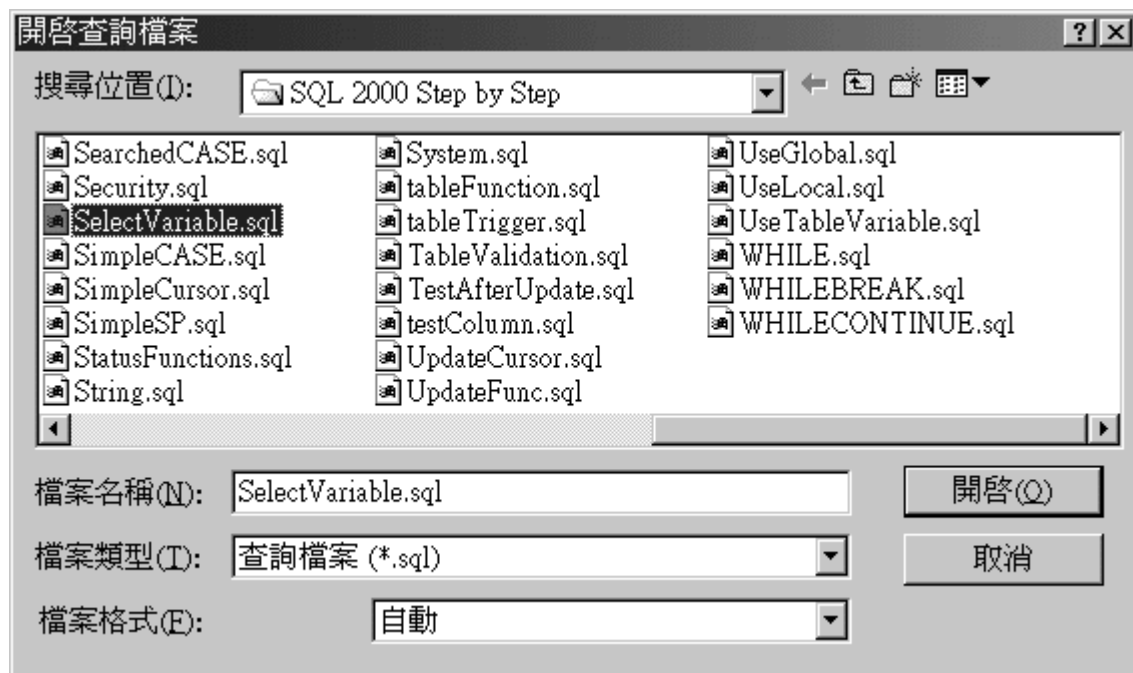 開啓查詢檔案
搜尋位置(I): SQL 2000 Step by Step
SearchedCASE.sql
Security.sql
SelectVariable.sql
SimpleCASE.sql
SimpleCursor.sql
SimpleSP.sql
StatusFunctions.sql
String.sql
System.sql
tableFunction.sql
tableTrigger.sql
TableValidation.sql
TestAfterUpdate.sql
testColumn.sql
UpdateCursor.sql
UpdateFunc.sql
UseGlobal.sql
UseLocal.sql
UseTableVariable.sql
WHILE.sql
WHILEBREAK.sql
WHILECONTINUE.sql
檔案名稱(N): SelectVariable.sql 開啓(O)
檔案類型(T): 查詢檔案 (*.sql) 取消
檔案格式(F): 自動